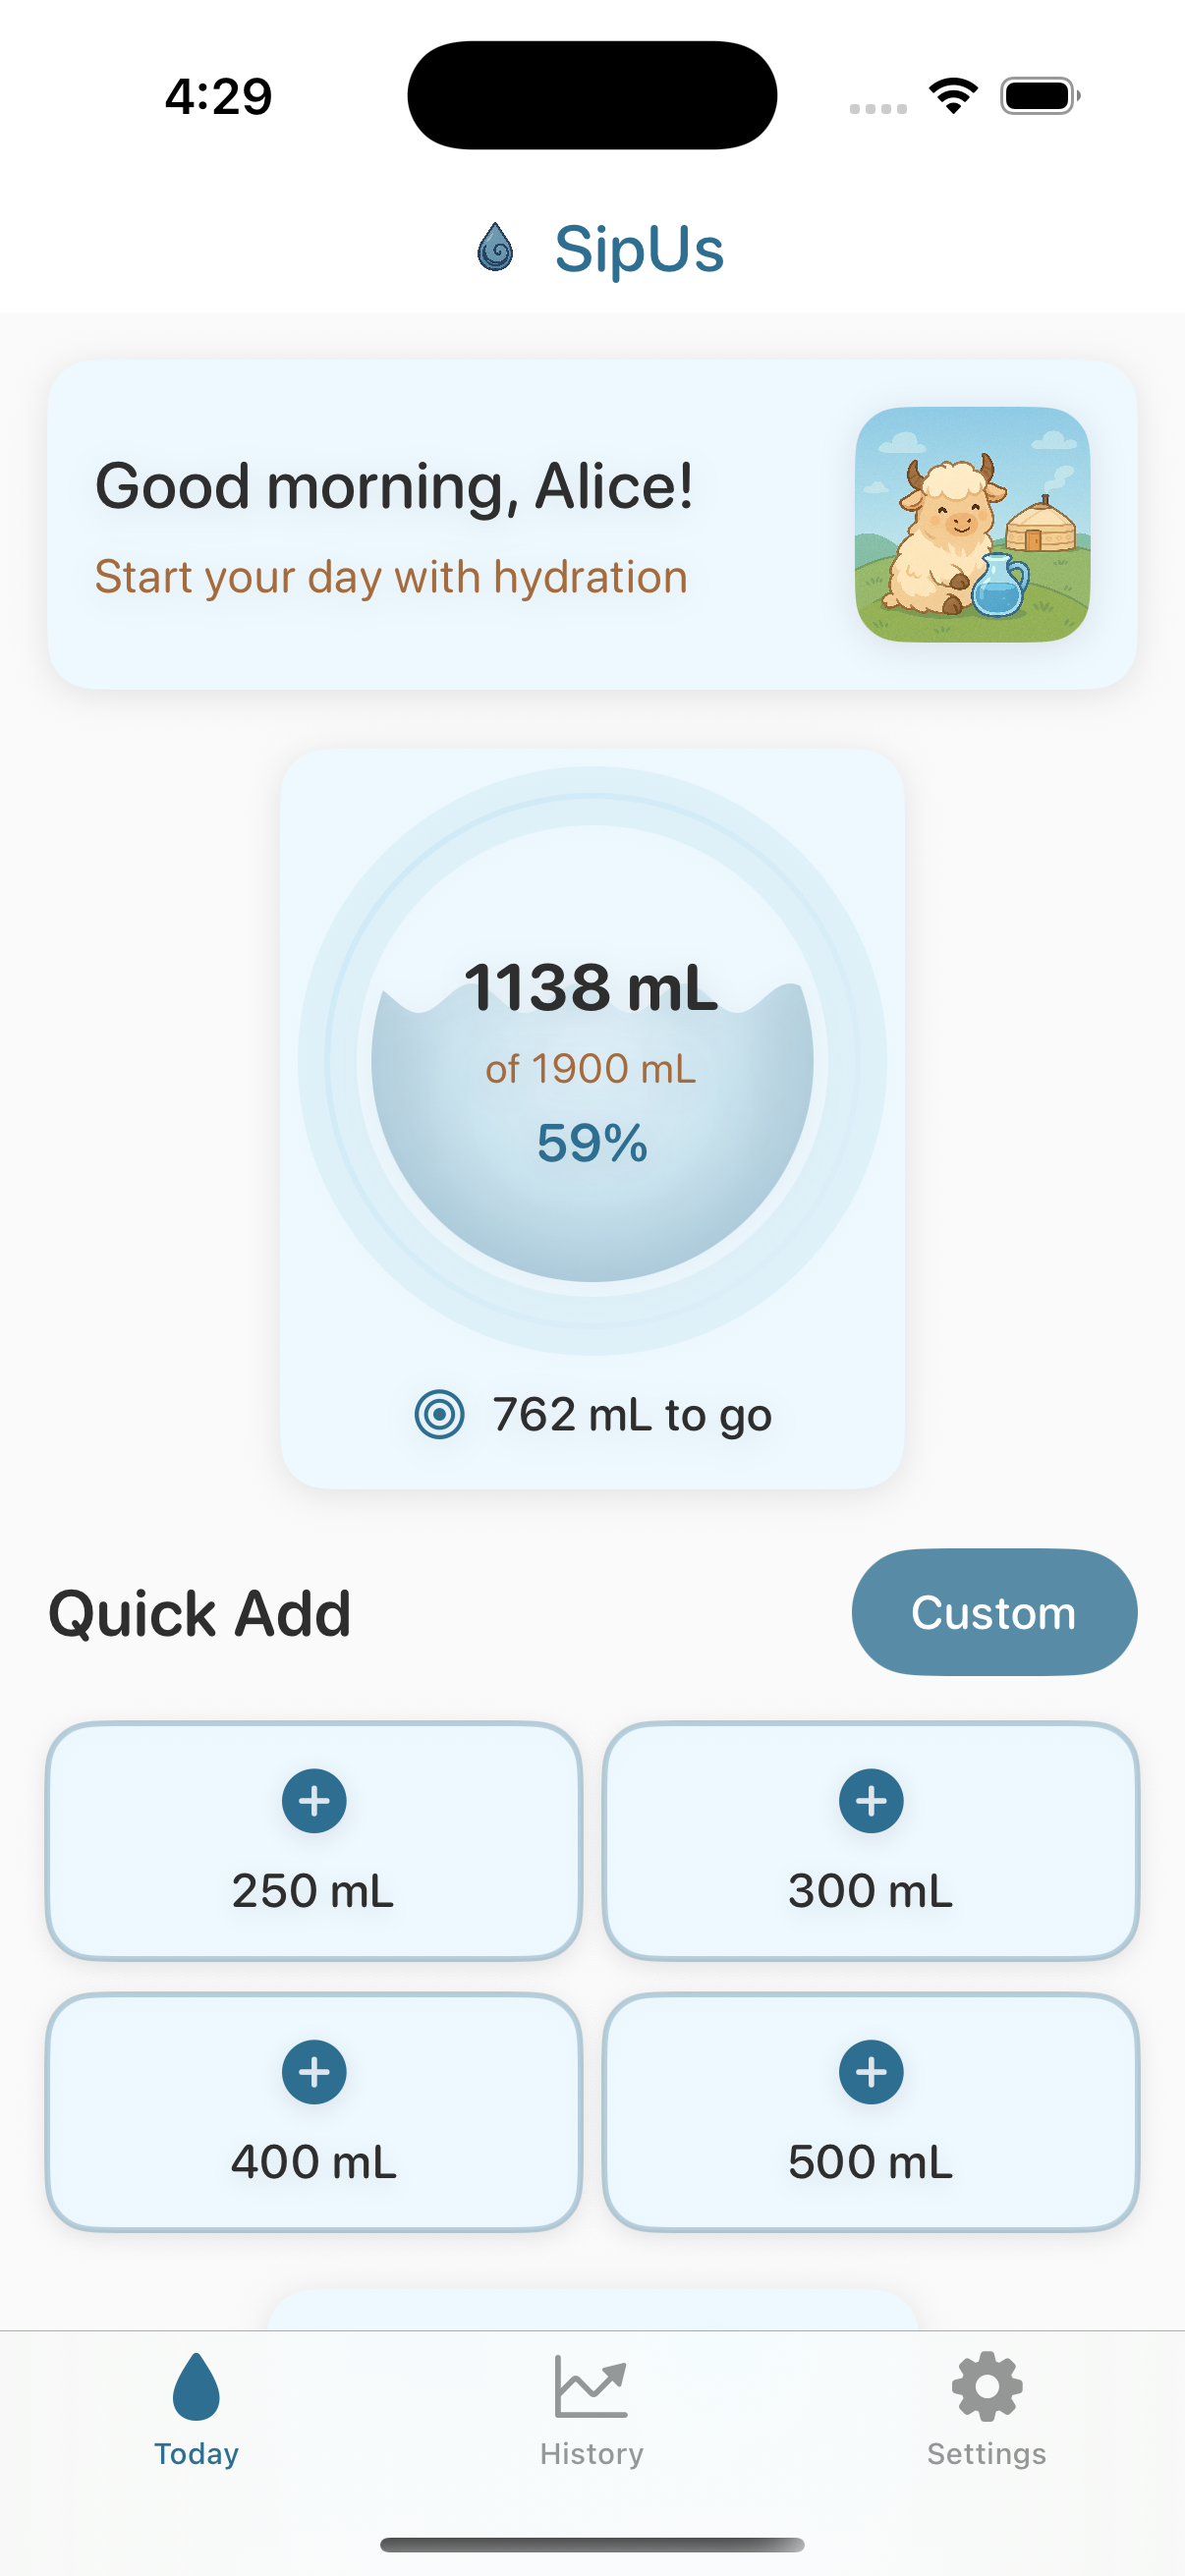 4:29
SipUs
Good morning, Alice!
Start your day with hydration
1138 mL
of 1900 mL
59%
762 mL to go
Quick Add
Custom
250 mL
300 mL
400 mL
500 mL
Today
History
Settings